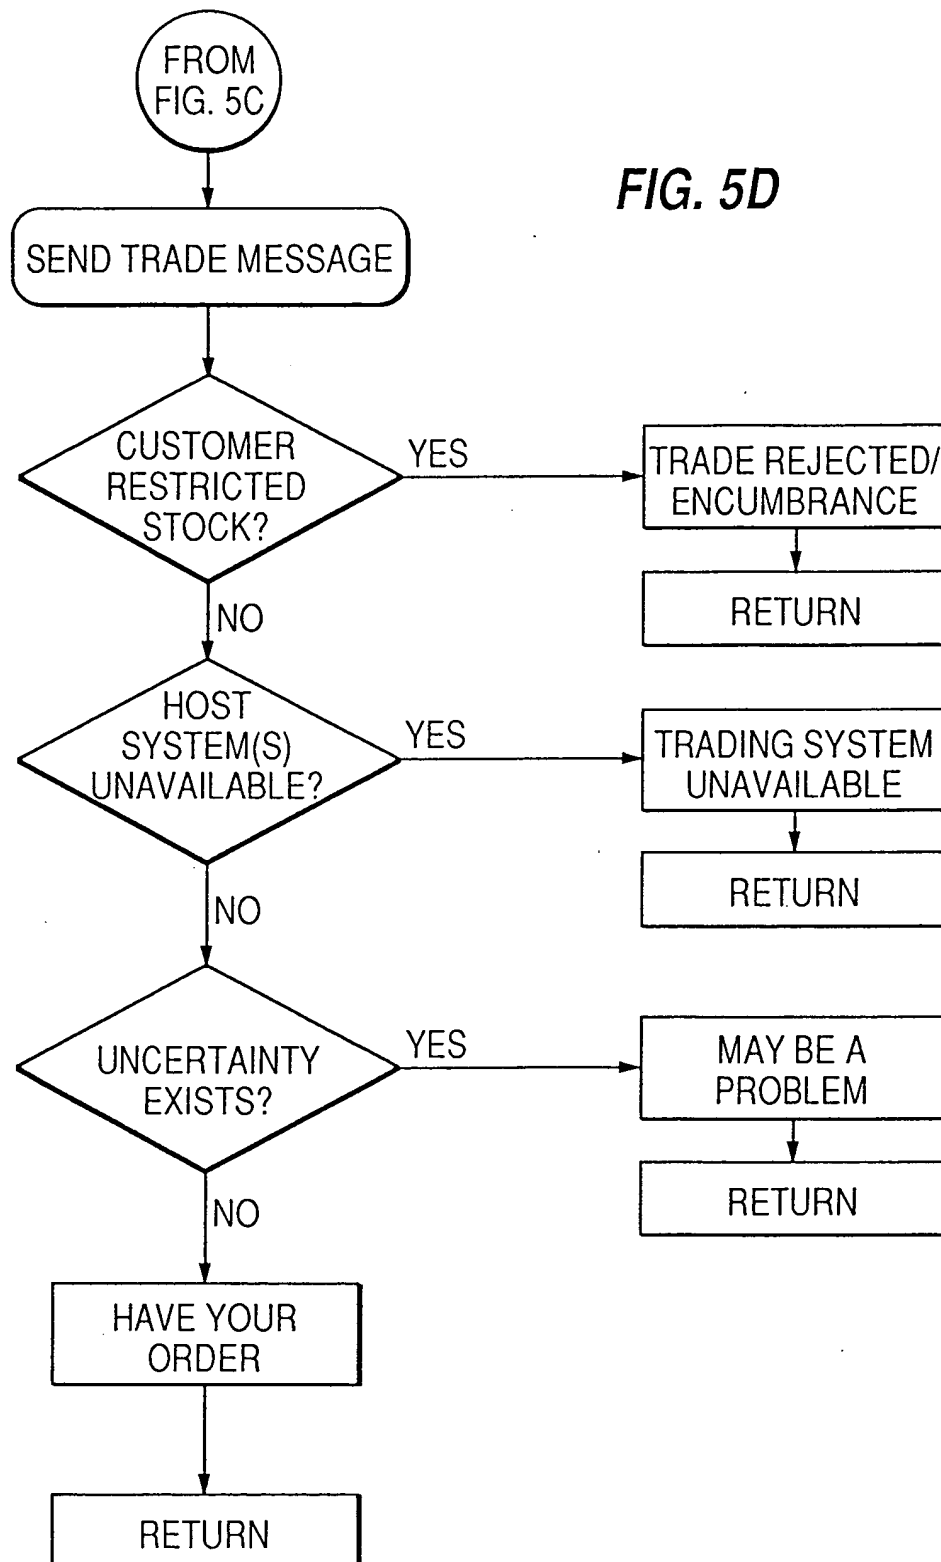 FROM
FIG. 5C
FIG. 5D
SEND TRADE MESSAGE
CUSTOMER
RESTRICTED
STOCK?
YES
TRADE REJECTED/
ENCUMBRANCE
RETURN
NO
HOST
SYSTEM(S)
UNAVAILABLE?
YES
TRADING SYSTEM
UNAVAILABLE
RETURN
NO
UNCERTAINTY
EXISTS?
YES
MAY BE A
PROBLEM
RETURN
NO
HAVE YOUR
ORDER
RETURN